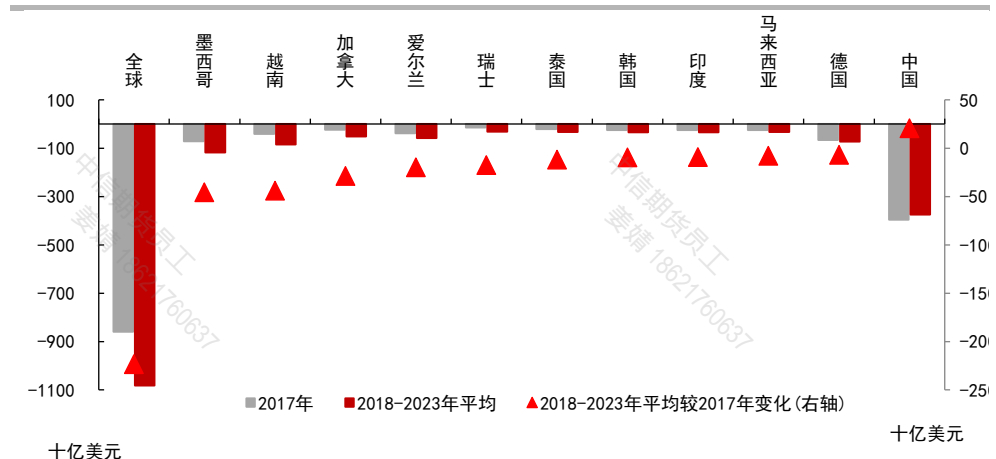 全球
墨西哥
越南
加拿大
爱尔兰
瑞士
泰国
韩国
印度
马来西亚
德国
中国
100
-100
-300
-500
-700
-900
-1100
50
0
-50
-100
-150
-200
-250
中信期货员工
姜婧 18621760637
中信期货员工
姜婧 18621760637
2017年
2018-2023年平均
2018-2023年平均较2017年变化(右轴)
十亿美元
十亿美元